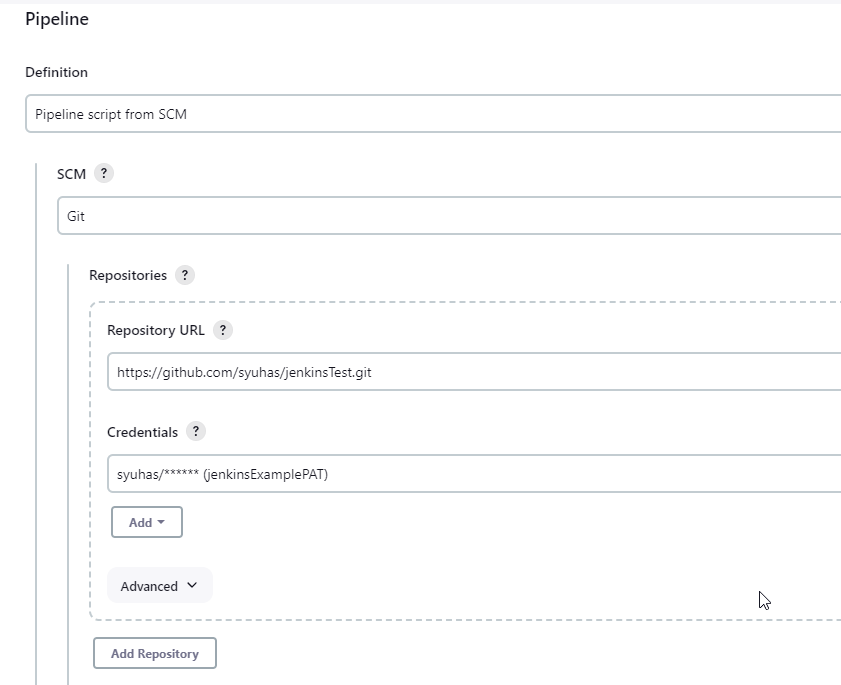 Pipeline
Definition
Pipeline script from SCM
SCM ?
Git
Repositories ?
Repository URL ?
https://github.com/syuhas/jenkinsTest.git
Credentials ?
syuhas/****** (jenkinsExamplePAT)
Add
Advanced
Add Repository